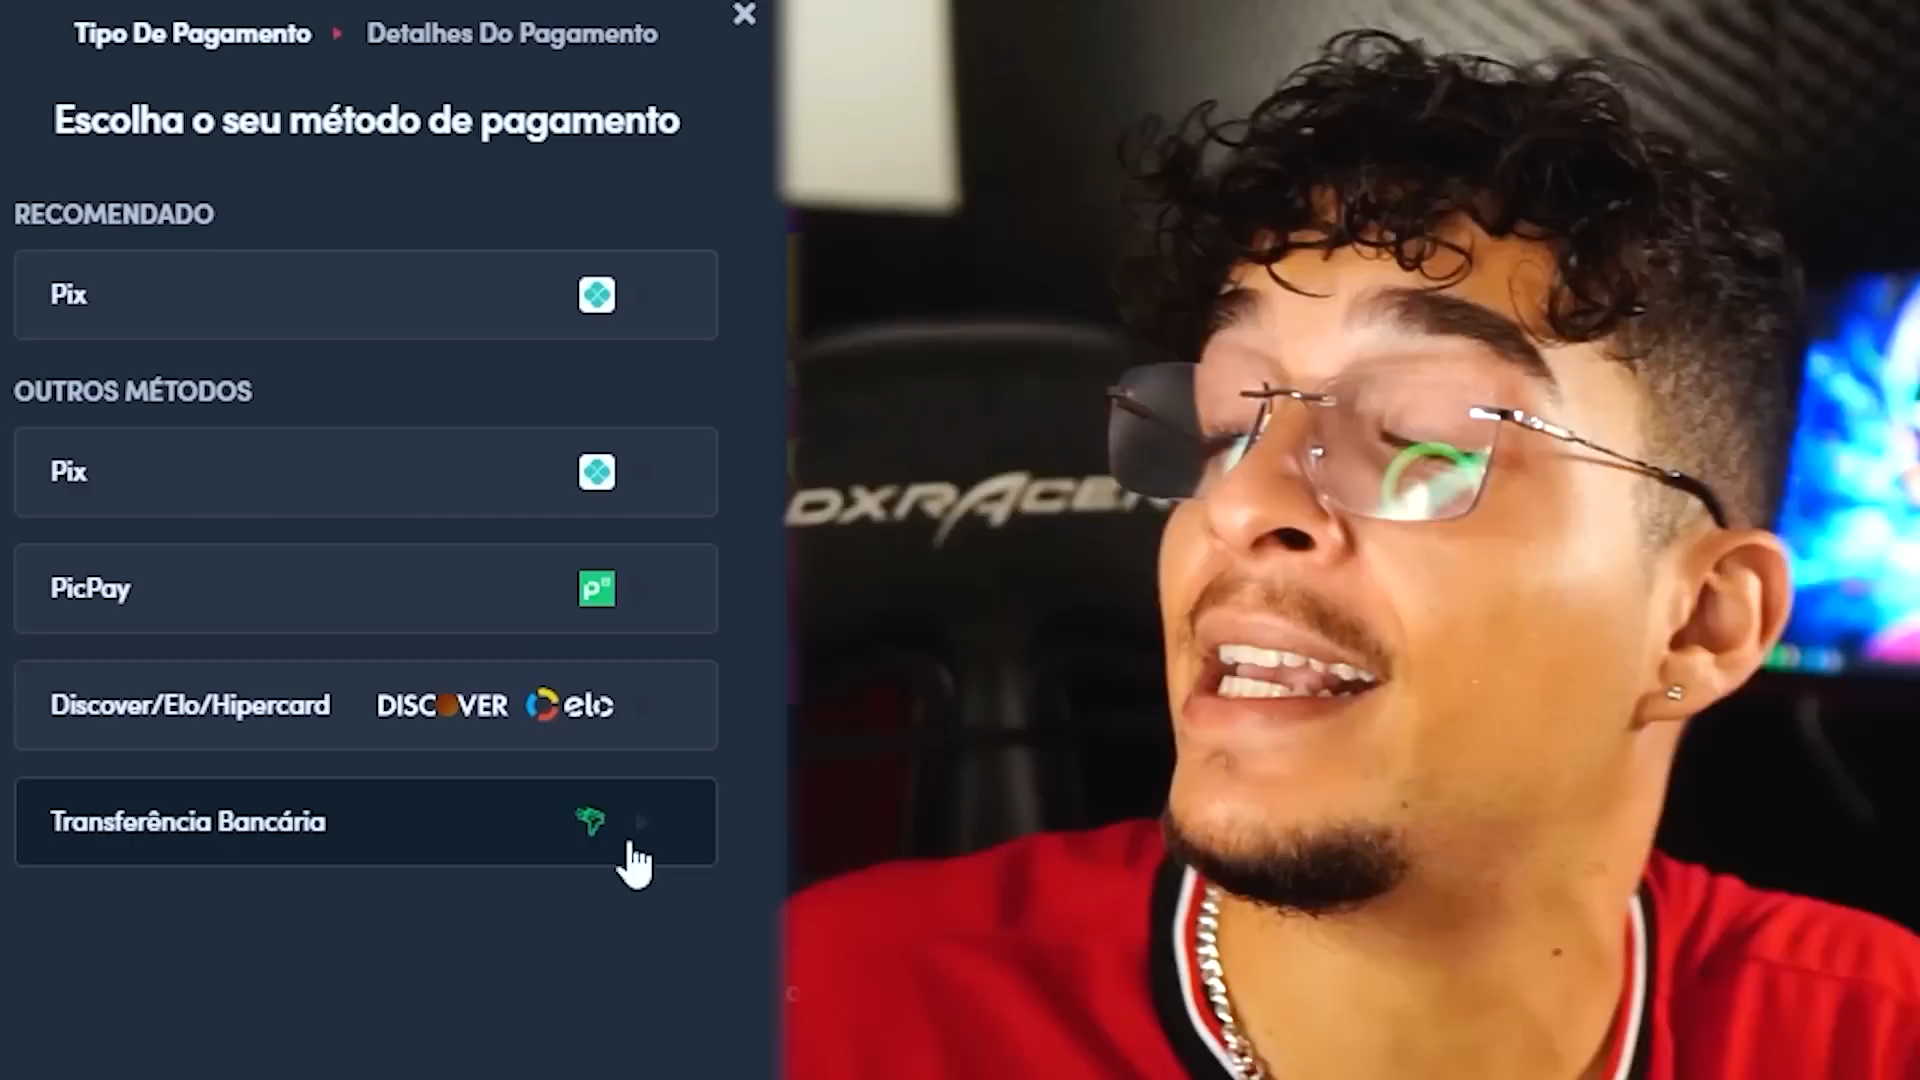 Tipo De Pagamento
Detalhes Do Pagamento
Escolha o seu método de pagamento
RECOMENDADO
Pix
OUTROS MÉTODOS
Pix
PicPay
Discover/Elo/Hipercard DISCOVER elo
Transferência Bancária
DXRACER